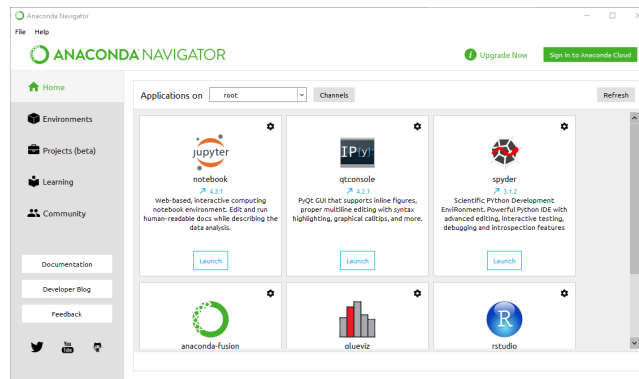 Anaconda Navigator
File Help
ANACONDA NAVIGATOR
i Upgrade Now
Sign in to Anaconda Cloud
Home
Environments
Projects (beta)
Learning
Community
Documentation
Developer Blog
Feedback
You
Tube
Applications on root Channels Refresh
jupyter
notebook
4.3.1
Web-based, interactive computing
notebook environment. Edit and run
human-readable docs while describing the
data analysis.
Launch
IP[y]
qtconsole
4.2.1
PyQt GUI that supports inline figures,
proper multiline editing with syntax
highlighting, graphical calltips, and more.
Launch
spyder
3.1.2
Scientific PYthon Development
EnviRonment. Powerful Python IDE with
advanced editing, interactive testing,
debugging and introspection features
Launch
anaconda-fusion
glueviz
R
rstudio